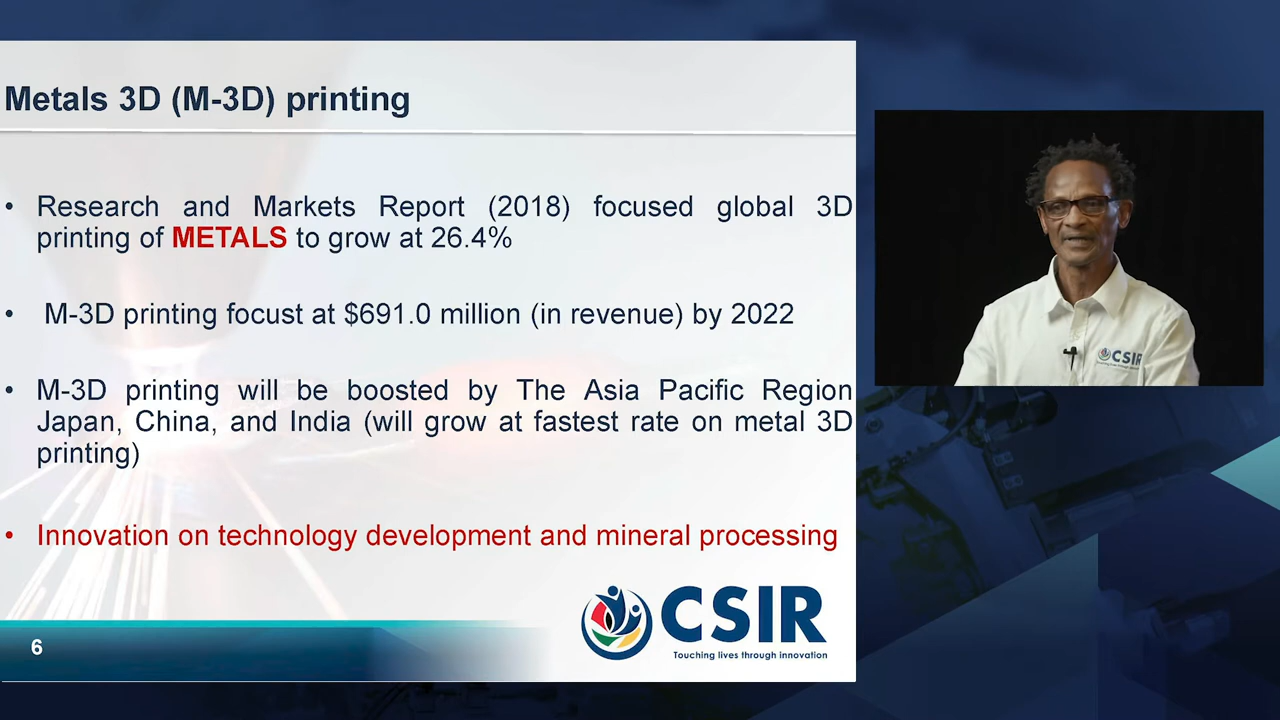 Metals 3D (M-3D) printing
• Research and Markets Report (2018) focused global 3D
printing of METALS to grow at 26.4%
• M-3D printing focust at $691.0 million (in revenue) by 2022
• M-3D printing will be boosted by The Asia Pacific Region
Japan, China, and India (will grow at fastest rate on metal 3D
printing)
• Innovation on technology development and mineral processing
6
CSIR
Touching lives through innovation
CSIR